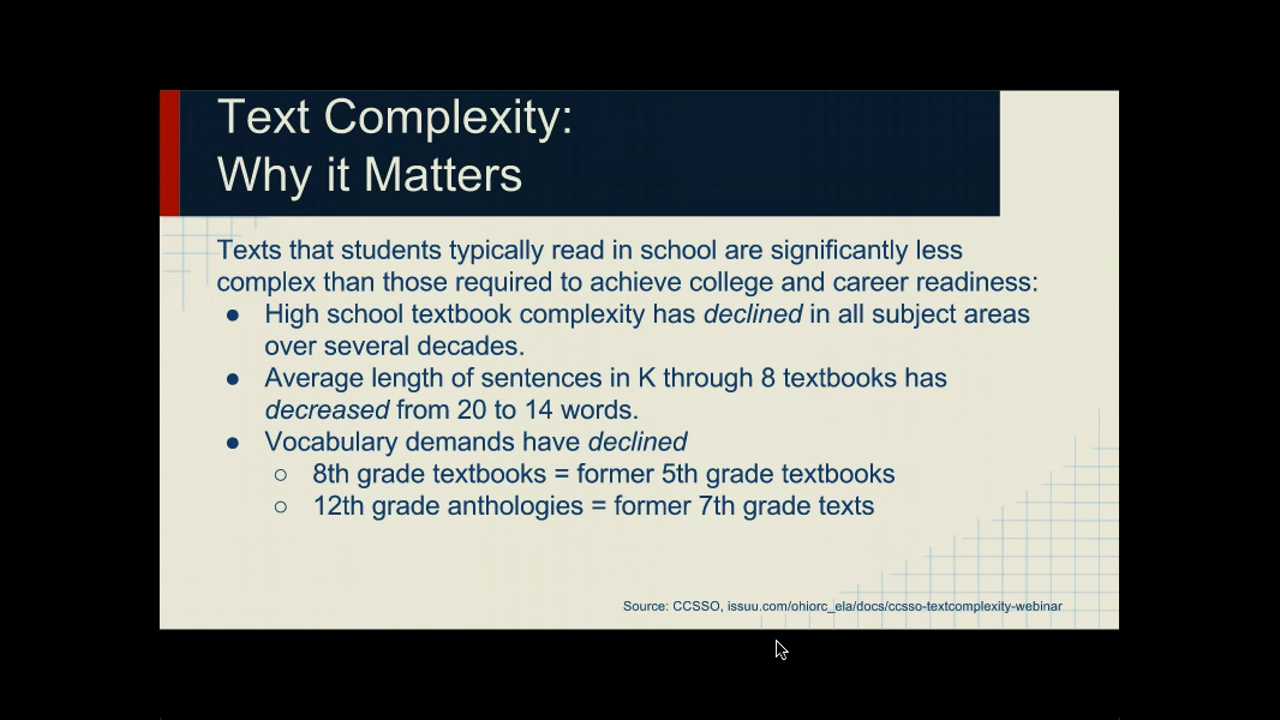 Text Complexity:
Why it Matters
Texts that students typically read in school are significantly less
complex than those required to achieve college and career readiness:
● High school textbook complexity has declined in all subject areas
over several decades.
● Average length of sentences in K through 8 textbooks has
decreased from 20 to 14 words.
● Vocabulary demands have declined
○ 8th grade textbooks = former 5th grade textbooks
○ 12th grade anthologies = former 7th grade texts
Source: CCSSO, issuu.com/ohiorc_ela/docs/ccsso-textcomplexity-webinar